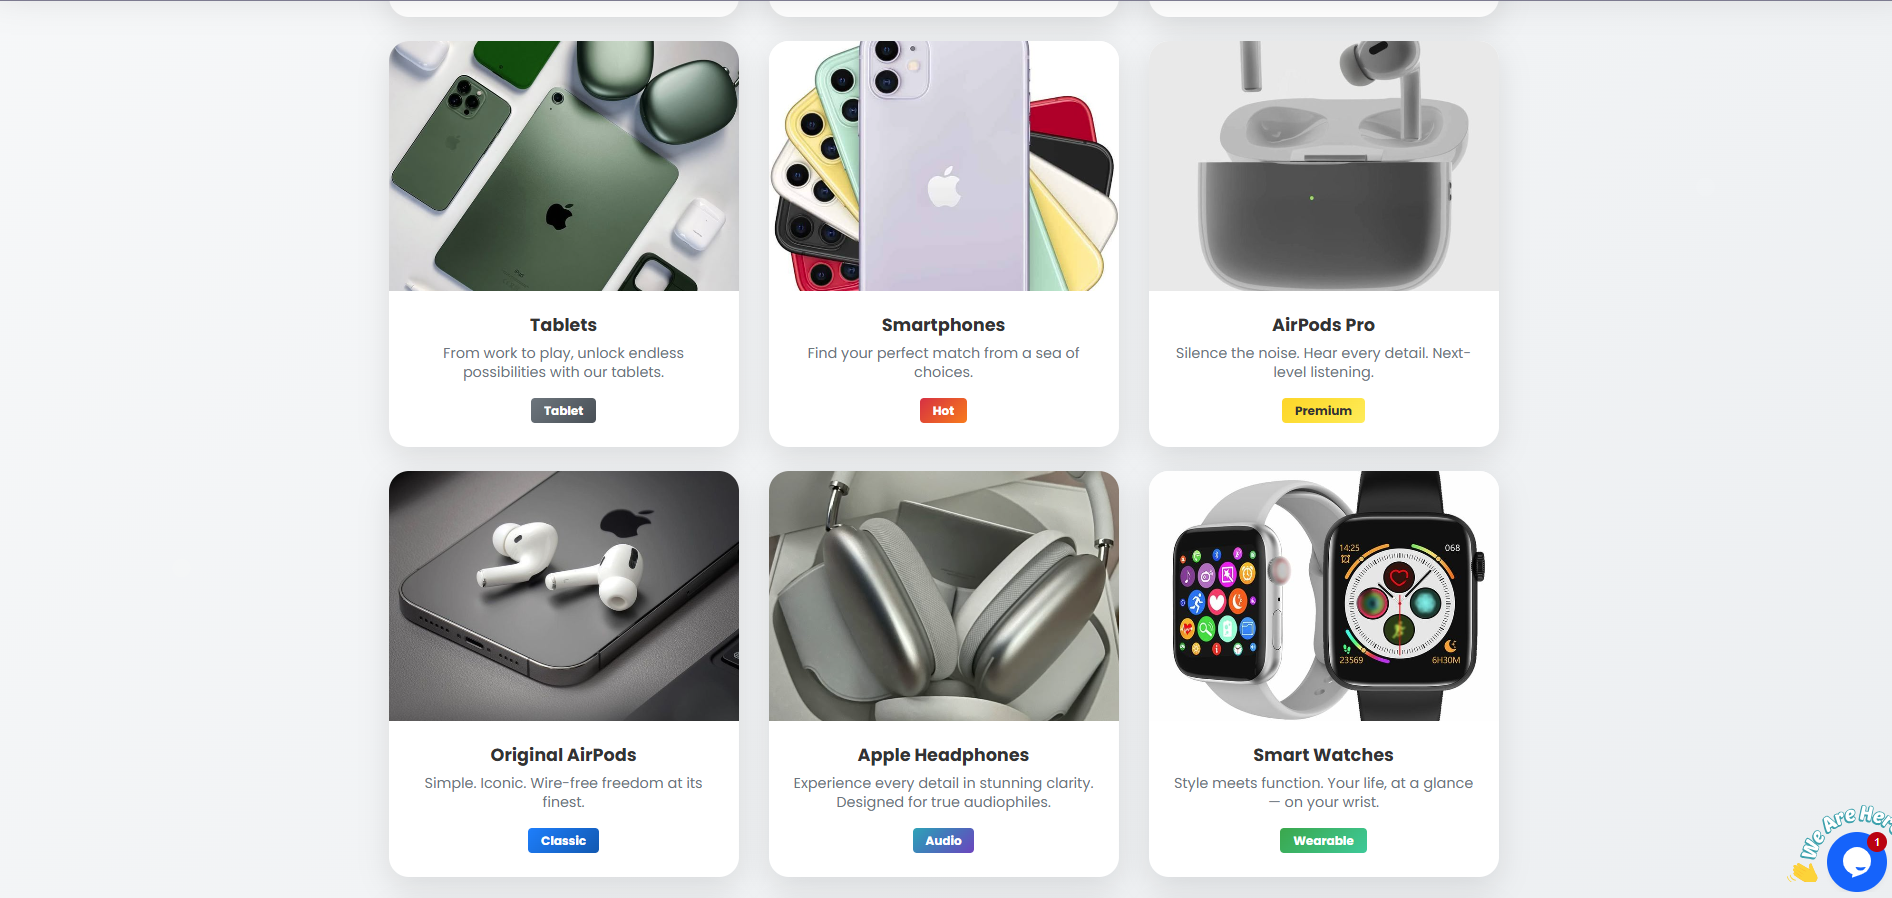 Tablets
From work to play, unlock endless
possibilities with our tablets.
Tablet
Smartphones
Find your perfect match from a sea of
choices.
Hot
AirPods Pro
Silence the noise. Hear every detail. Next-
level listening.
Premium
14:25
068
23569
6H30M
Original AirPods
Simple. Iconic. Wire-free freedom at its
finest.
Classic
Apple Headphones
Experience every detail in stunning clarity.
Designed for true audiophiles.
Audio
Smart Watches
Style meets function. Your life, at a glance
— on your wrist.
Wearable
We Are Here
1